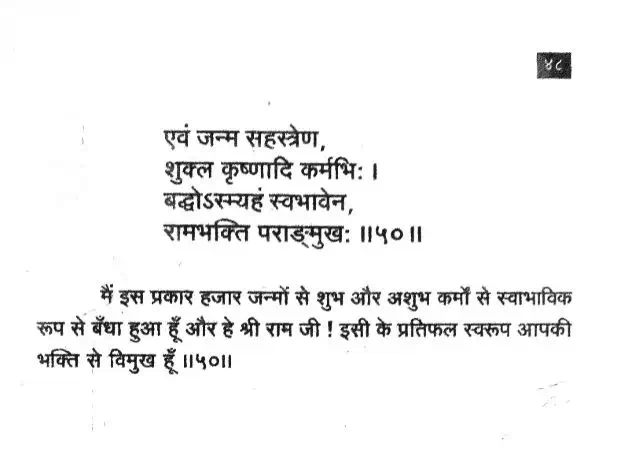 ४८
एवं जन्म सहस्त्रेण,
शुक्ल कृष्णादि कर्मभिः ।
बद्धोऽस्म्यहं स्वभावेन,
रामभक्ति पराङ्मुखः ॥५०॥
मैं इस प्रकार हजार जन्मों से शुभ और अशुभ कर्मों से स्वाभाविक
रूप से बँधा हुआ हूँ और हे श्री राम जी ! इसी के प्रतिफल स्वरूप आपकी
भक्ति से विमुख हूँ ॥५०॥